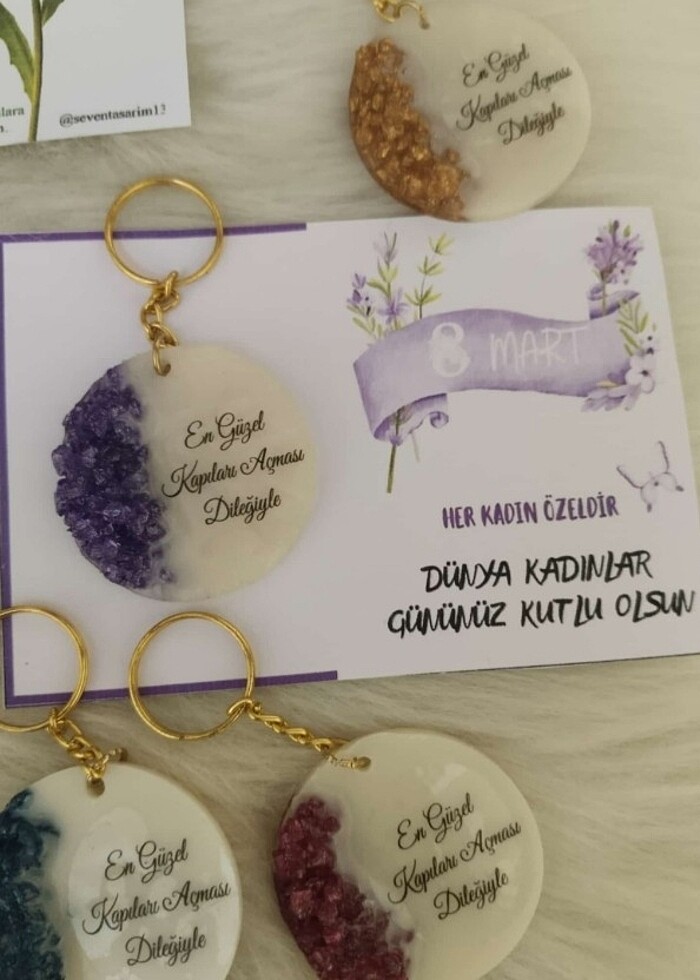 lara
@seventasarim13
En Güzel
Kapıları Açması
Dileğiyle
8 MART
En Güzel
Kapıları Açması
Dileğiyle
HER KADIN ÖZELDİR
DÜNYA KADINLAR
GÜNÜNÜZ KUTLU OLSUN
En Güzel
Kapıları Açması
Dileğiyle
En Güzel
Kapıları Açması
Dileğiyle